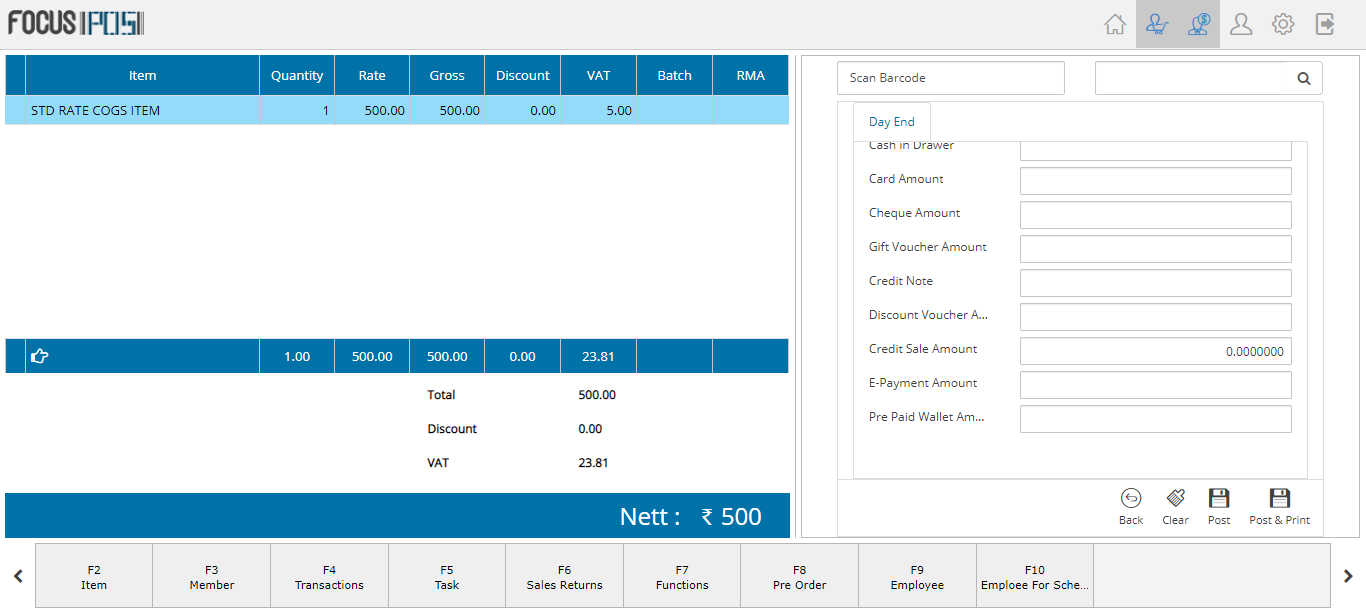 FOCUS POS
Item Quantity Rate Gross Discount VAT Batch RMA
STD RATE COGS ITEM 1 500.00 500.00 0.00 5.00
1.00 500.00 500.00 0.00 23.81
Total 500.00
Discount 0.00
VAT 23.81
Nett : ₹ 500
Scan Barcode
Day End
Cash in Drawer
Card Amount
Cheque Amount
Gift Voucher Amount
Credit Note
Discount Voucher A...
Credit Sale Amount 0.0000000
E-Payment Amount
Pre Paid Wallet Am...
Back Clear Post Post & Print
F2 F3 F4 F5 F6 F7 F8 F9 F10
Item Member Transactions Task Sales Returns Functions Pre Order Employee Emploee For Sche...